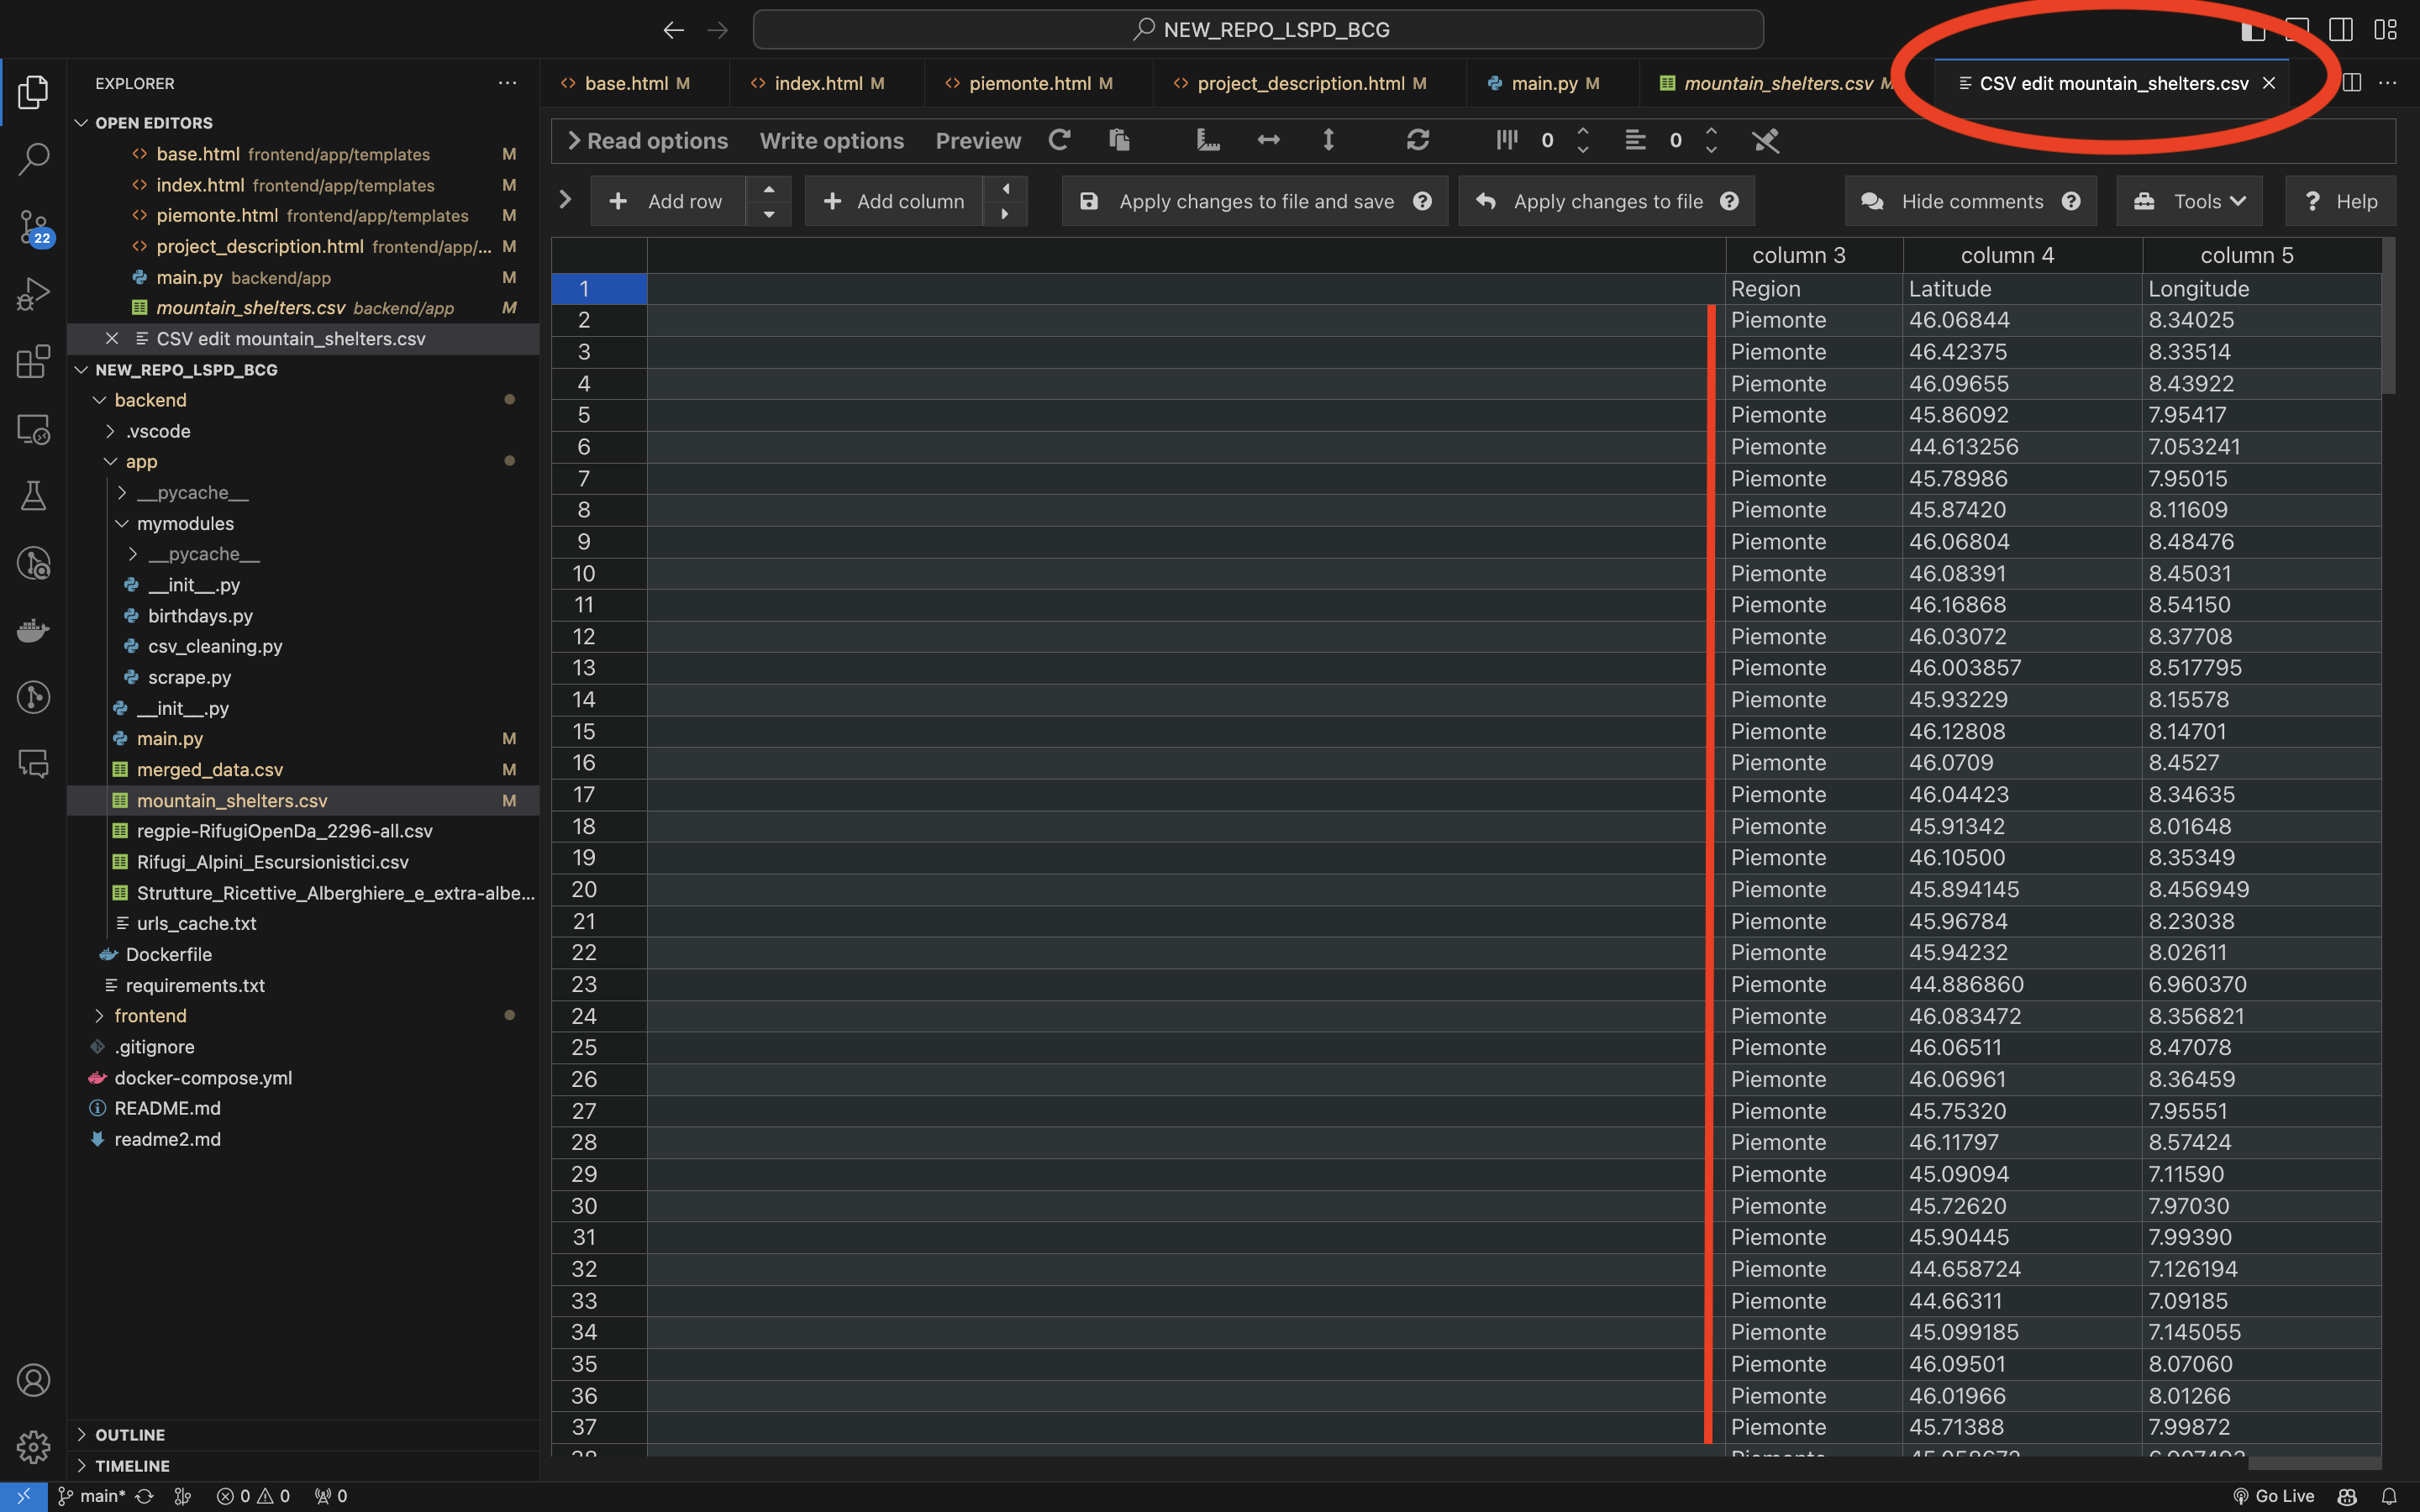 NEW_REPO_LSPD_BCG
EXPLORER
OPEN EDITORS
base.html frontend/app/templates M
index.html frontend/app/templates M
piemonte.html frontend/app/templates M
project_description.html frontend/app/... M
main.py backend/app M
mountain_shelters.csv backend/app M
CSV edit mountain_shelters.csv
NEW_REPO_LSPD_BCG
backend
.vscode
app
__pycache__
mymodules
__pycache__
__init__.py
birthdays.py
csv_cleaning.py
scrape.py
__init__.py
main.py M
merged_data.csv M
mountain_shelters.csv M
regpie-RifugiOpenDa_2296-all.csv
Rifugi_Alpini_Escursionistici.csv
Strutture_Ricettive_Alberghiere_e_extra-albe...
urls_cache.txt
Dockerfile
requirements.txt
frontend
.gitignore
docker-compose.yml
README.md
readme2.md
OUTLINE
TIMELINE
22
base.html M index.html M piemonte.html M project_description.html M main.py M mountain_shelters.csv M CSV edit mountain_shelters.csv
Read options Write options Preview 0 0
Add row Add column Apply changes to file and save Apply changes to file Hide comments Tools Help
column 3 column 4 column 5
1 Region Latitude Longitude
2 Piemonte 46.06844 8.34025
3 Piemonte 46.42375 8.33514
4 Piemonte 46.09655 8.43922
5 Piemonte 45.86092 7.95417
6 Piemonte 44.613256 7.053241
7 Piemonte 45.78986 7.95015
8 Piemonte 45.87420 8.11609
9 Piemonte 46.06804 8.48476
10 Piemonte 46.08391 8.45031
11 Piemonte 46.16868 8.54150
12 Piemonte 46.03072 8.37708
13 Piemonte 46.003857 8.517795
14 Piemonte 45.93229 8.15578
15 Piemonte 46.12808 8.14701
16 Piemonte 46.0709 8.4527
17 Piemonte 46.04423 8.34635
18 Piemonte 45.91342 8.01648
19 Piemonte 46.10500 8.35349
20 Piemonte 45.894145 8.456949
21 Piemonte 45.96784 8.23038
22 Piemonte 45.94232 8.02611
23 Piemonte 44.886860 6.960370
24 Piemonte 46.083472 8.356821
25 Piemonte 46.06511 8.47078
26 Piemonte 46.06961 8.36459
27 Piemonte 45.75320 7.95551
28 Piemonte 46.11797 8.57424
29 Piemonte 45.09094 7.11590
30 Piemonte 45.72620 7.97030
31 Piemonte 45.90445 7.99390
32 Piemonte 44.658724 7.126194
33 Piemonte 44.66311 7.09185
34 Piemonte 45.099185 7.145055
35 Piemonte 46.09501 8.07060
36 Piemonte 46.01966 8.01266
37 Piemonte 45.71388 7.99872
main* 0 0 0 Go Live